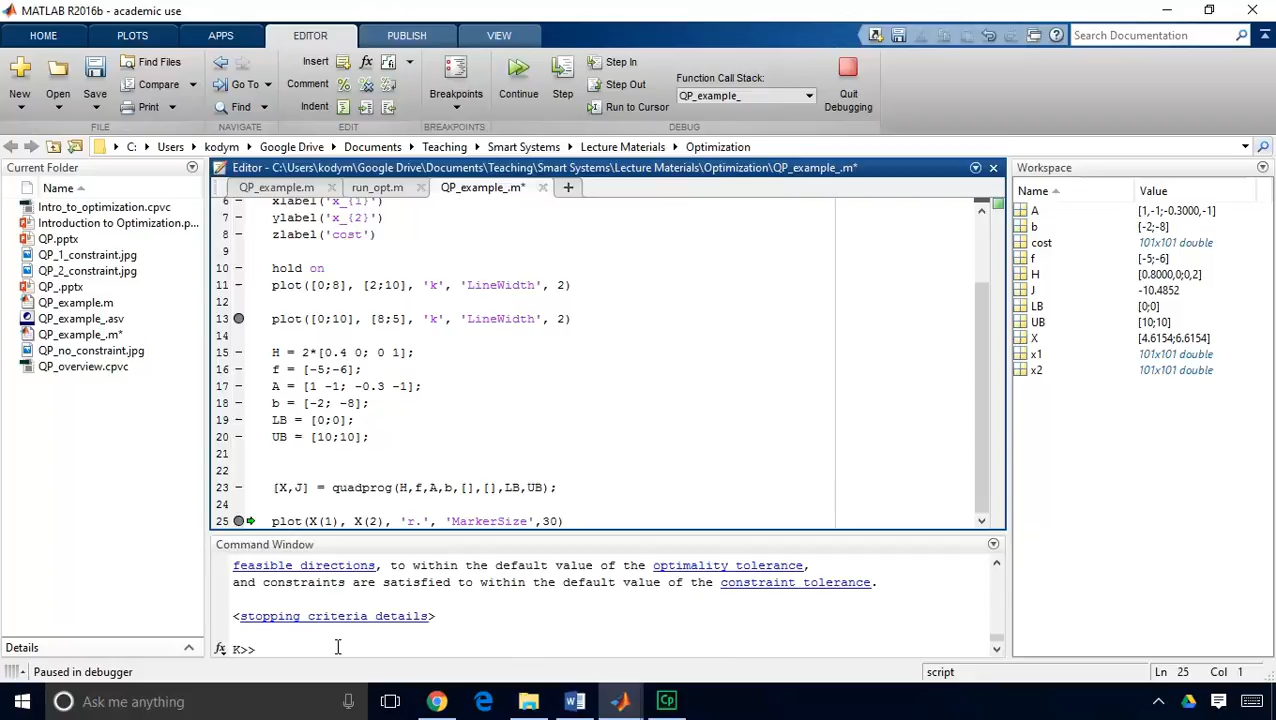 MATLAB R2016b - academic use
HOME PLOTS APPS EDITOR PUBLISH VIEW Search Documentation
New Open Save Find Files Compare Print
FILE
Go To Find
NAVIGATE
Insert fx
Comment %
Indent
EDIT
Breakpoints
BREAKPOINTS
Continue Step Step In Step Out Run to Cursor
Function Call Stack:
QP_example_
DEBUG
Quit Debugging
C: Users kodym Google Drive Documents Teaching Smart Systems Lecture Materials Optimization
Current Folder
Name
Intro_to_optimization.cpvc
Introduction to Optimization.p...
QP.pptx
QP_1_constraint.jpg
QP_2_constraint.jpg
QP_.pptx
QP_example.m
QP_example_.asv
QP_example_.m*
QP_no_constraint.jpg
QP_overview.cpvc
Details
Editor - C:\Users\kodym\Google Drive\Documents\Teaching\Smart Systems\Lecture Materials\Optimization\QP_example_.m*
QP_example.m run_opt.m QP_example_.m*
6 – xlabel('x_{1}')
7 – ylabel('x_{2}')
8 – zlabel('cost')
9
10 – hold on
11 – plot([0;8], [2;10], 'k', 'LineWidth', 2)
12
13 – plot([0;10], [8;5], 'k', 'LineWidth', 2)
14
15 – H = 2*[0.4 0; 0 1];
16 – f = [-5;-6];
17 – A = [1 -1; -0.3 -1];
18 – b = [-2; -8];
19 – LB = [0;0];
20 – UB = [10;10];
21
22
23 – [X,J] = quadprog(H,f,A,b,[],[],LB,UB);
24
25 – plot(X(1), X(2), 'r.', 'MarkerSize',30)
Command Window
feasible directions, to within the default value of the optimality tolerance,
and constraints are satisfied to within the default value of the constraint tolerance.
<stopping criteria details>
fx K>>
Workspace
Name Value
A [1,-1;-0.3000,-1]
b [-2;-8]
cost 101x101 double
f [-5;-6]
H [0.8000,0;0,2]
J -10.4852
LB [0;0]
UB [10;10]
X [4.6154;6.6154]
x1 101x101 double
x2 101x101 double
Paused in debugger script Ln 25 Col 1
Ask me anything